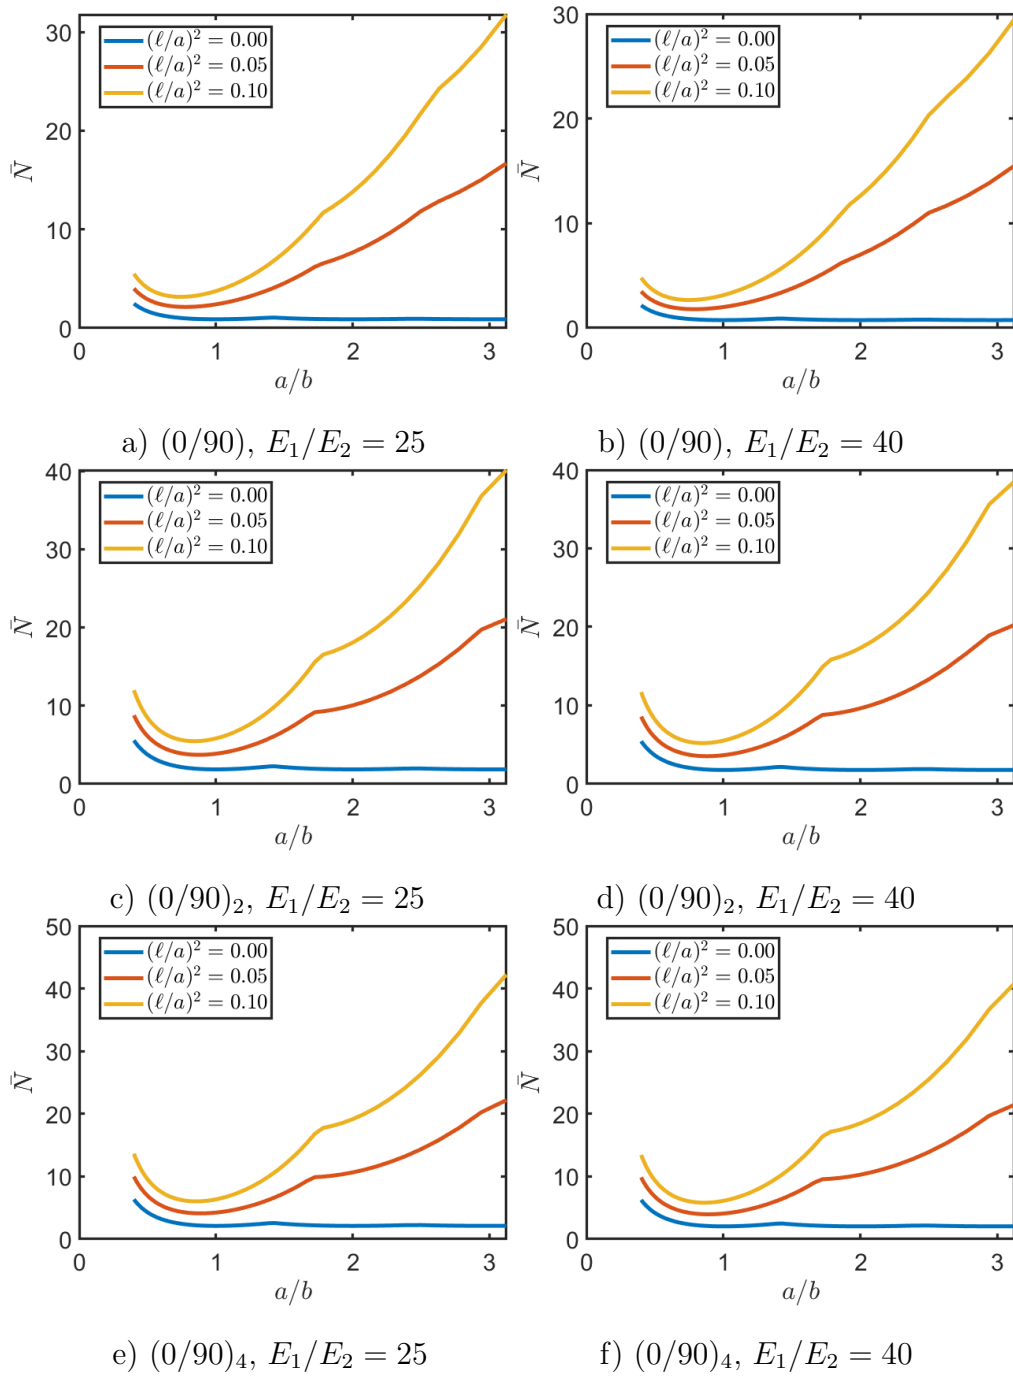 30
20
10
0
N̄
(ℓ/a)² = 0.00
(ℓ/a)² = 0.05
(ℓ/a)² = 0.10
0 1 2 3
a/b
a) (0/90), E₁/E₂ = 25
30
20
10
0
N̄
(ℓ/a)² = 0.00
(ℓ/a)² = 0.05
(ℓ/a)² = 0.10
0 1 2 3
a/b
b) (0/90), E₁/E₂ = 40
40
30
20
10
0
N̄
(ℓ/a)² = 0.00
(ℓ/a)² = 0.05
(ℓ/a)² = 0.10
0 1 2 3
a/b
c) (0/90)₂, E₁/E₂ = 25
40
30
20
10
0
N̄
(ℓ/a)² = 0.00
(ℓ/a)² = 0.05
(ℓ/a)² = 0.10
0 1 2 3
a/b
d) (0/90)₂, E₁/E₂ = 40
50
40
30
20
10
0
N̄
(ℓ/a)² = 0.00
(ℓ/a)² = 0.05
(ℓ/a)² = 0.10
0 1 2 3
a/b
e) (0/90)₄, E₁/E₂ = 25
50
40
30
20
10
0
N̄
(ℓ/a)² = 0.00
(ℓ/a)² = 0.05
(ℓ/a)² = 0.10
0 1 2 3
a/b
f) (0/90)₄, E₁/E₂ = 40